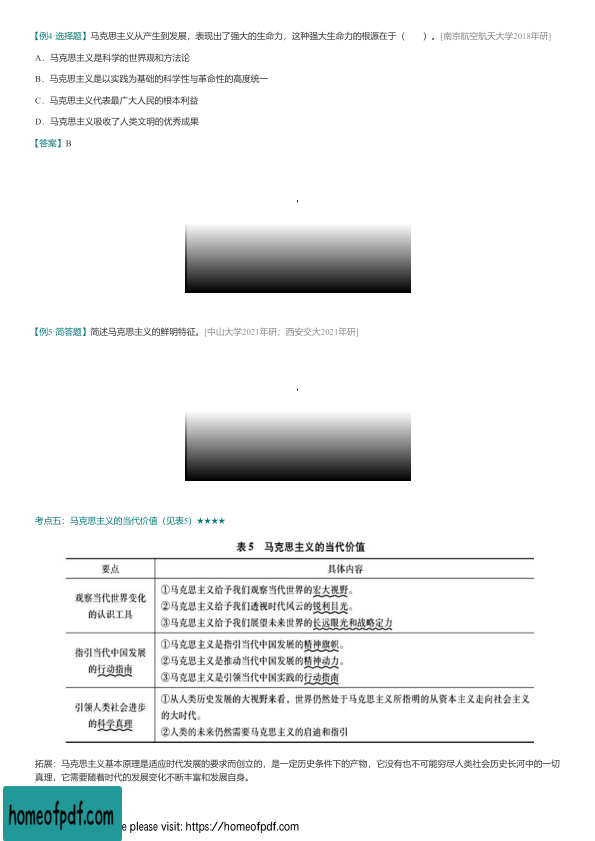 【例4·选择题】马克思主义从产生到发展，表现出了强大的生命力，这种强大生命力的根源在于（　　）。[南京航空航天大学2018年研]
A．马克思主义是科学的世界观和方法论
B．马克思主义是以实践为基础的科学性与革命性的高度统一
C．马克思主义代表最广大人民的根本利益
D．马克思主义吸收了人类文明的优秀成果
【答案】B
【例5·简答题】简述马克思主义的鲜明特征。[中山大学2021年研；西安交大2021年研]
考点五：马克思主义的当代价值（见表5）★★★★
表5　马克思主义的当代价值
要点　具体内容
观察当代世界变化
的认识工具
①马克思主义给予我们观察当代世界的宏大视野。
②马克思主义给予我们透视时代风云的锐利目光。
③马克思主义给予我们展望未来世界的长远眼光和战略定力
指引当代中国发展
的行动指南
①马克思主义是指引当代中国发展的精神旗帜。
②马克思主义是推动当代中国发展的精神动力。
③马克思主义是引领当代中国实践的行动指南
引领人类社会进步
的科学真理
①从人类历史发展的大视野来看，世界仍然处于马克思主义所指明的从资本主义走向社会主义
的大时代。
②人类的未来仍然需要马克思主义的启迪和指引
拓展：马克思主义基本原理是适应时代发展的要求而创立的，是一定历史条件下的产物，它没有也不可能穷尽人类社会历史长河中的一切
真理，它需要随着时代的发展变化不断丰富和发展自身。
homeofpdf.com
e please visit: https://homeofpdf.com